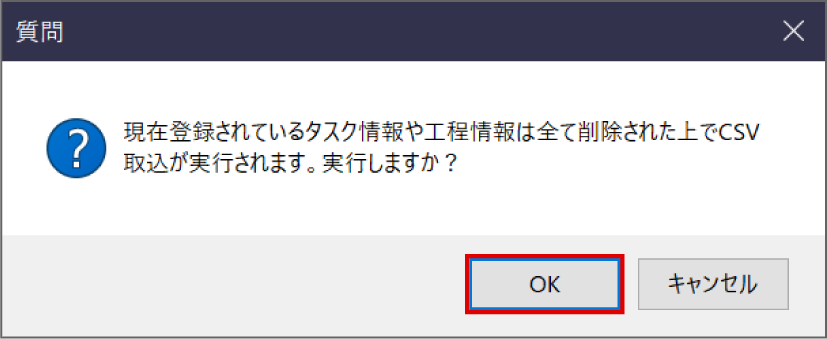 質問
現在登録されているタスク情報や工程情報は全て削除された上でCSV
取込が実行されます。実行しますか？
OK
キャンセル